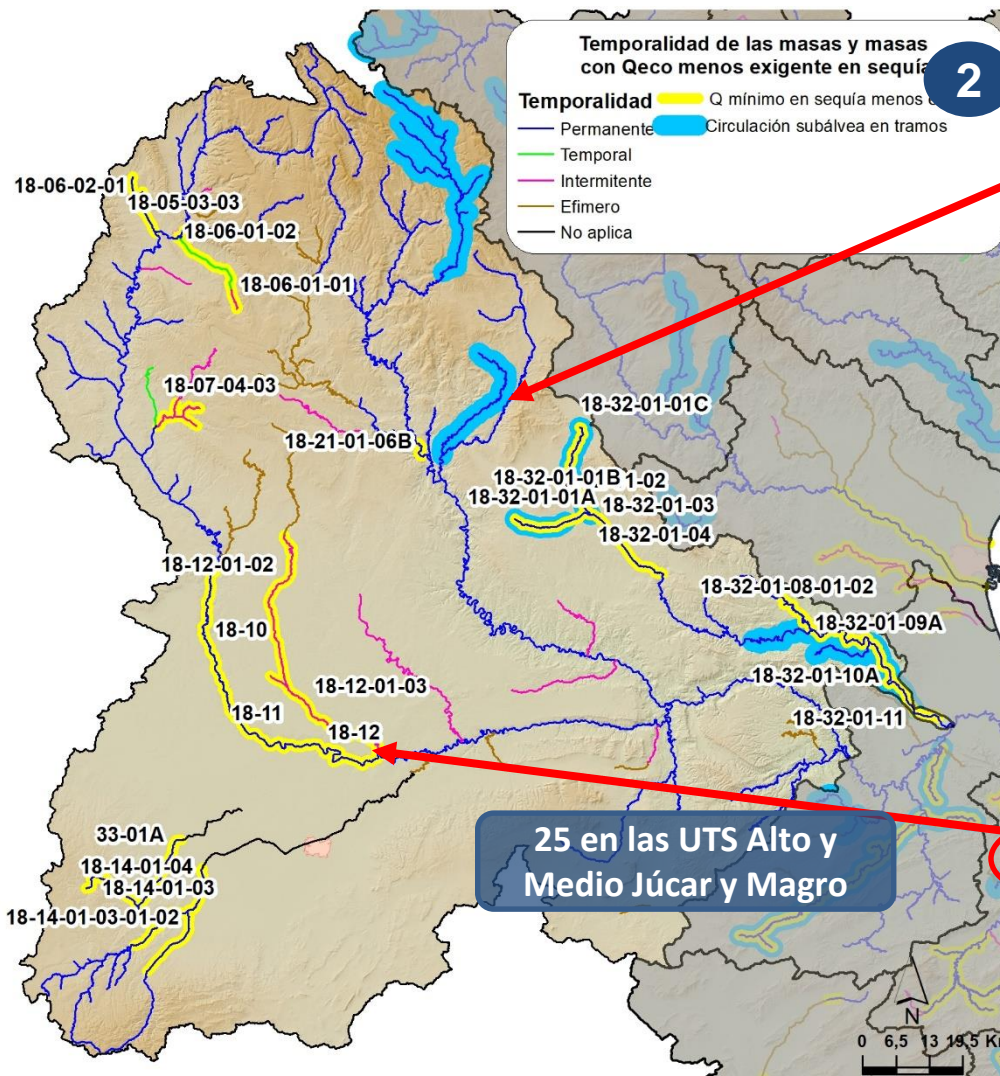 Temporalidad de las masas y masas
con Qeco menos exigente en sequía
2
Temporalidad
Q mínimo en sequía menos
Permanente
Circulación subálvea en tramos
Temporal
Intermitente
Efimero
No aplica
18-06-02-01
18-05-03-03
18-06-01-02
18-06-01-01
18-07-04-03
18-32-01-01C
18-21-01-06B
18-32-01-01B
1-02
18-32-01-01A
18-32-01-03
18-32-01-04
18-12-01-02
18-32-01-08-01-02
18-10
18-32-01-09A
18-12-01-03
18-32-01-10A
18-11
18-12
18-32-01-11
25 en las UTS Alto y
Medio Júcar y Magro
33-01A
18-14-01-04
18-14-01-03
18-14-01-03-01-02
N
0 6,5 13 19,5 Km